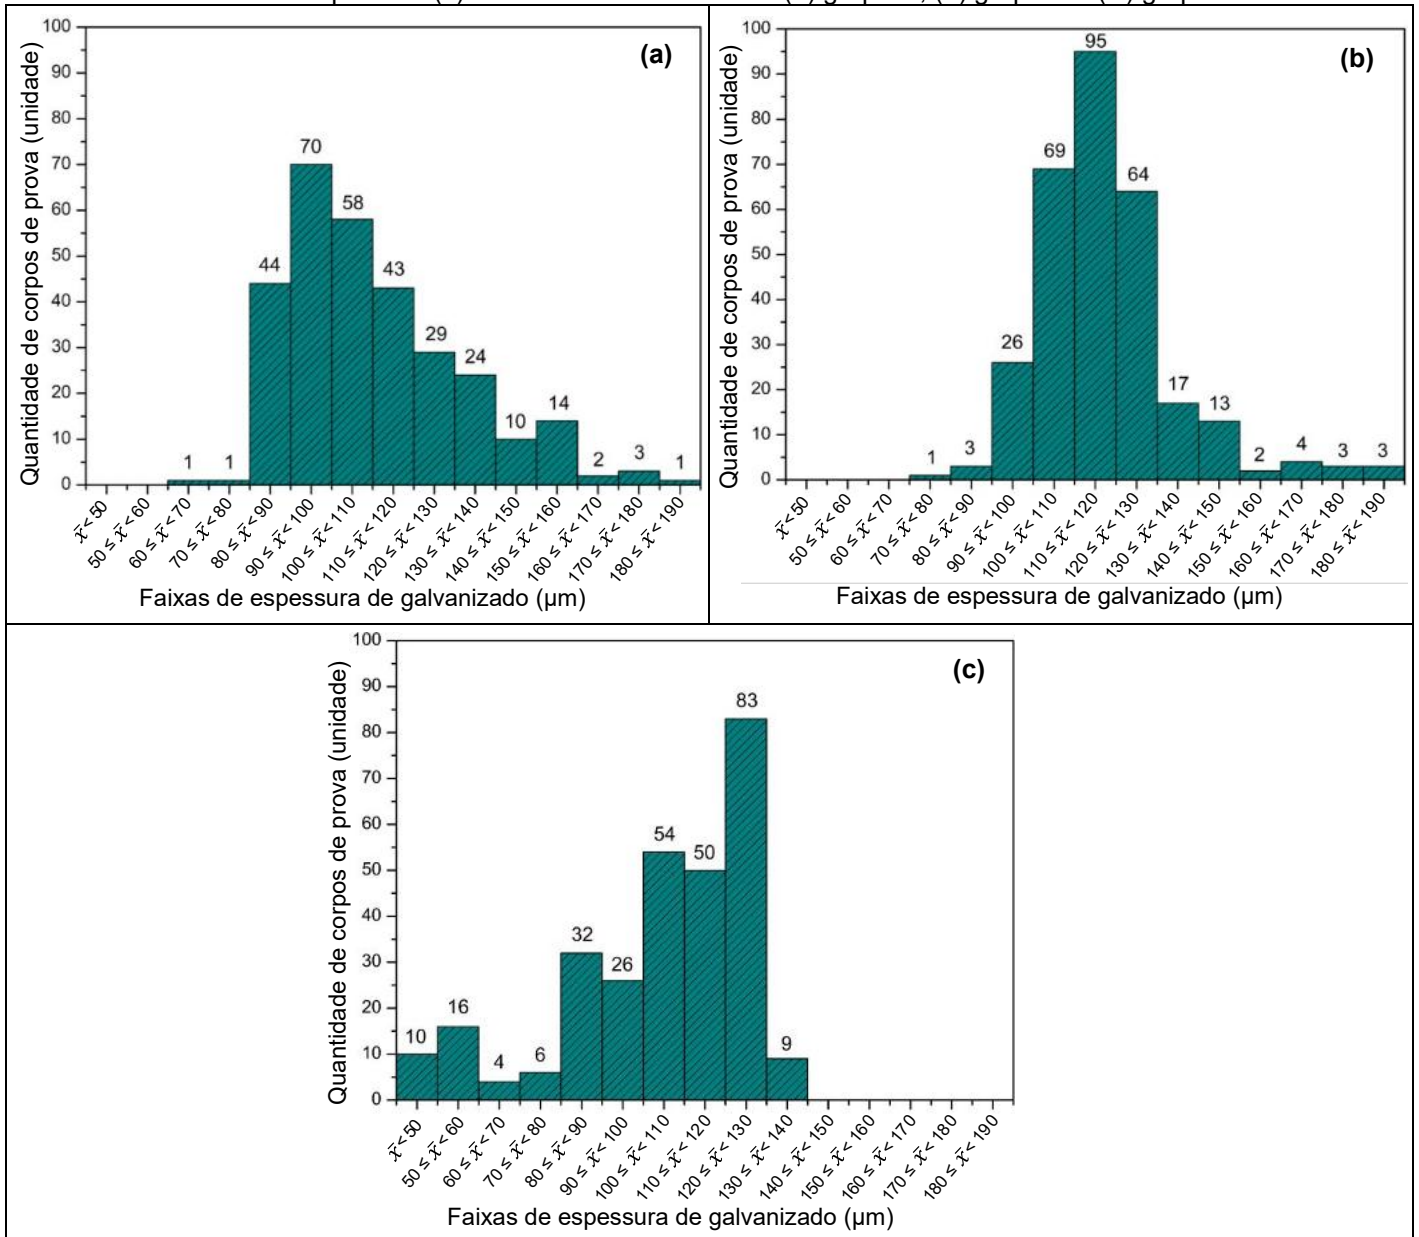 (a)
Quantidade de corpos de prova (unidade)
100
90
80
70
60
50
40
30
20
10
0
1
1
44
70
58
43
29
24
10
14
2
3
1
x̄ < 50
50 ≤ x̄ < 60
60 ≤ x̄ < 70
70 ≤ x̄ < 80
80 ≤ x̄ < 90
90 ≤ x̄ < 100
100 ≤ x̄ < 110
110 ≤ x̄ < 120
120 ≤ x̄ < 130
130 ≤ x̄ < 140
140 ≤ x̄ < 150
150 ≤ x̄ < 160
160 ≤ x̄ < 170
170 ≤ x̄ < 180
180 ≤ x̄ < 190
Faixas de espessura de galvanizado (µm)
(b)
Quantidade de corpos de prova (unidade)
100
90
80
70
60
50
40
30
20
10
0
1
3
26
69
95
64
17
13
2
4
3
3
x̄ < 50
50 ≤ x̄ < 60
60 ≤ x̄ < 70
70 ≤ x̄ < 80
80 ≤ x̄ < 90
90 ≤ x̄ < 100
100 ≤ x̄ < 110
110 ≤ x̄ < 120
120 ≤ x̄ < 130
130 ≤ x̄ < 140
140 ≤ x̄ < 150
150 ≤ x̄ < 160
160 ≤ x̄ < 170
170 ≤ x̄ < 180
180 ≤ x̄ < 190
Faixas de espessura de galvanizado (µm)
(c)
Quantidade de corpos de prova (unidade)
100
90
80
70
60
50
40
30
20
10
0
10
16
4
6
32
26
54
50
83
9
x̄ < 50
50 ≤ x̄ < 60
60 ≤ x̄ < 70
70 ≤ x̄ < 80
80 ≤ x̄ < 90
90 ≤ x̄ < 100
100 ≤ x̄ < 110
110 ≤ x̄ < 120
120 ≤ x̄ < 130
130 ≤ x̄ < 140
140 ≤ x̄ < 150
150 ≤ x̄ < 160
160 ≤ x̄ < 170
170 ≤ x̄ < 180
180 ≤ x̄ < 190
Faixas de espessura de galvanizado (µm)